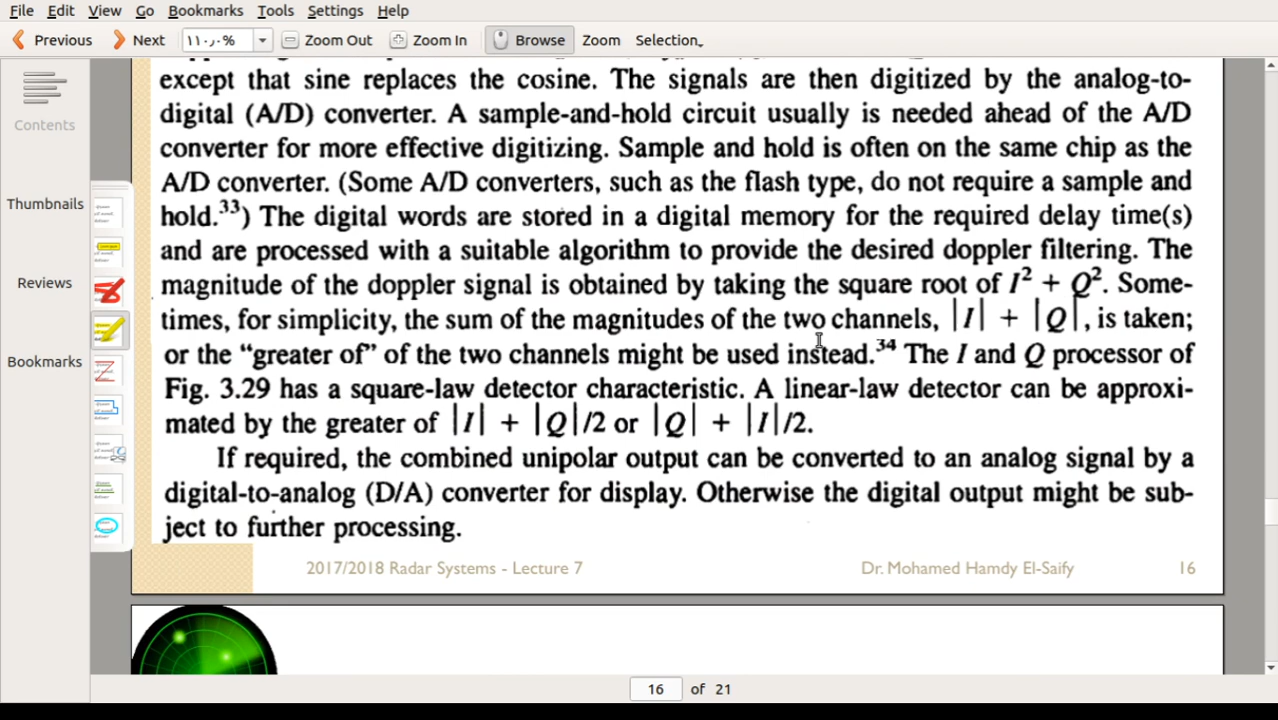 File Edit View Go Bookmarks Tools Settings Help
Previous Next ١١٠٫٠% Zoom Out Zoom In Browse Zoom Selection
Contents
Thumbnails
Reviews
Bookmarks
except that sine replaces the cosine. The signals are then digitized by the analog-to-
digital (A/D) converter. A sample-and-hold circuit usually is needed ahead of the A/D
converter for more effective digitizing. Sample and hold is often on the same chip as the
A/D converter. (Some A/D converters, such as the flash type, do not require a sample and
hold.³³) The digital words are stored in a digital memory for the required delay time(s)
and are processed with a suitable algorithm to provide the desired doppler filtering. The
magnitude of the doppler signal is obtained by taking the square root of I² + Q². Some-
times, for simplicity, the sum of the magnitudes of the two channels, |I| + |Q|, is taken;
or the “greater of” of the two channels might be used instead.³⁴ The I and Q processor of
Fig. 3.29 has a square-law detector characteristic. A linear-law detector can be approxi-
mated by the greater of |I| + |Q|/2 or |Q| + |I|/2.
If required, the combined unipolar output can be converted to an analog signal by a
digital-to-analog (D/A) converter for display. Otherwise the digital output might be sub-
ject to further processing.
2017/2018 Radar Systems - Lecture 7 Dr. Mohamed Hamdy El-Saify 16
16 of 21